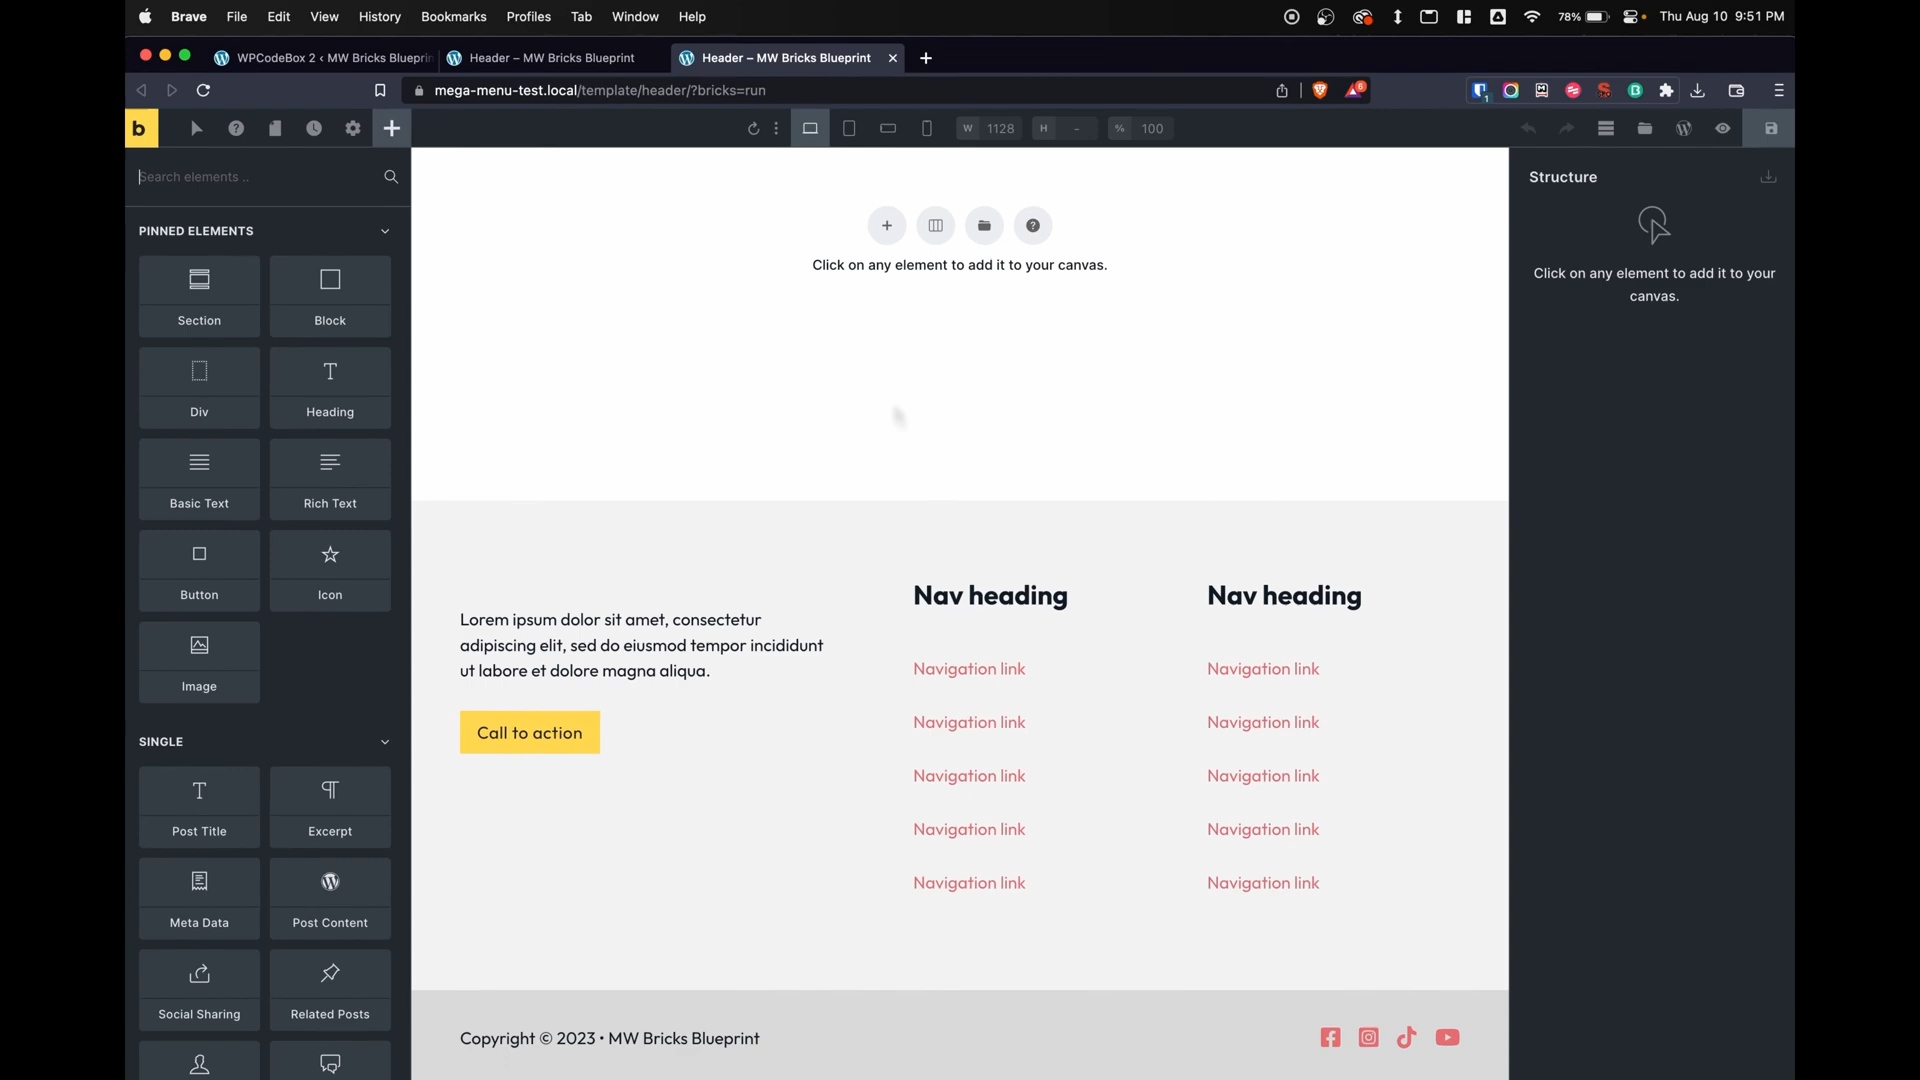 Brave File Edit View History Bookmarks Profiles Tab Window Help 78% Thu Aug 10 9:51 PM
WPCodeBox 2 ‹ MW Bricks Blueprin Header – MW Bricks Blueprint Header – MW Bricks Blueprint
mega-menu-test.local/template/header/?bricks=run
b W 1128 H - % 100
Search elements ..
PINNED ELEMENTS
Section Block
Div Heading
Basic Text Rich Text
Button Icon
Image
SINGLE
Post Title Excerpt
Meta Data Post Content
Social Sharing Related Posts
Click on any element to add it to your canvas.
Lorem ipsum dolor sit amet, consectetur
adipiscing elit, sed do eiusmod tempor incididunt
ut labore et dolore magna aliqua.
Call to action
Nav heading
Navigation link
Navigation link
Navigation link
Navigation link
Navigation link
Nav heading
Navigation link
Navigation link
Navigation link
Navigation link
Navigation link
Copyright © 2023 • MW Bricks Blueprint
Structure
Click on any element to add it to your
canvas.